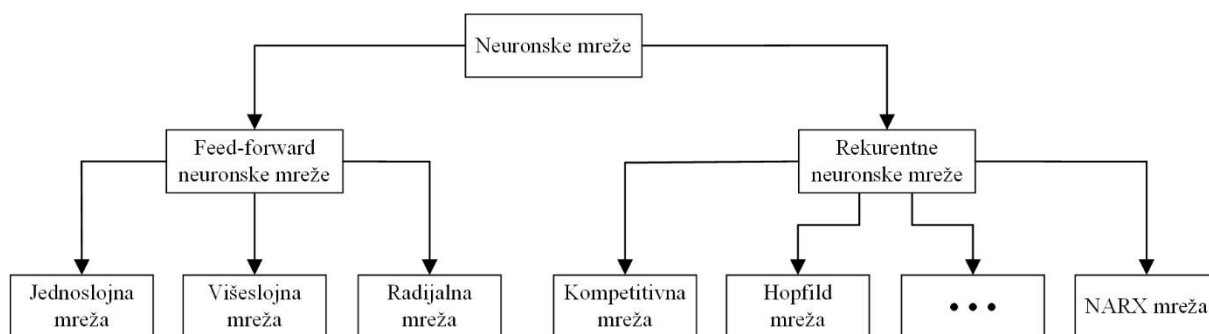 Neuronske mreže
Feed-forward
neuronske mreže
Rekurentne
neuronske mreže
Jednoslojna
mreža
Višeslojna
mreža
Radijalna
mreža
Kompetitivna
mreža
Hopfild
mreža
•••
NARX mreža